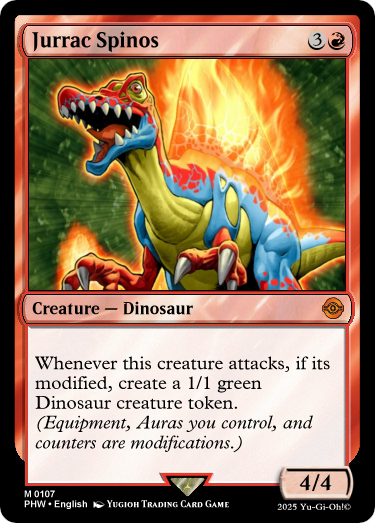 Jurrac Spinos 3
Creature — Dinosaur
Whenever this creature attacks, if its
modified, create a 1/1 green
Dinosaur creature token.
(Equipment, Auras you control, and
counters are modifications.)
4/4
M 0107
PHW • English YUGIOH TRADING CARD GAME
2025 Yu-Gi-Oh!©